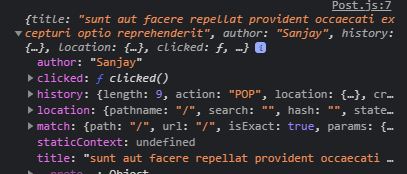 Post.js:7
{title: "sunt aut facere repellat provident occaecati ex
cepturi optio reprehenderit", author: "Sanjay", history:
{…}, location: {…}, clicked: ƒ, …} i
author: "Sanjay"
clicked: ƒ clicked()
history: {length: 9, action: "POP", location: {…}, cr…
location: {pathname: "/", search: "", hash: "", state…
match: {path: "/", url: "/", isExact: true, params: {…
staticContext: undefined
title: "sunt aut facere repellat provident occaecati …
__proto__: Object